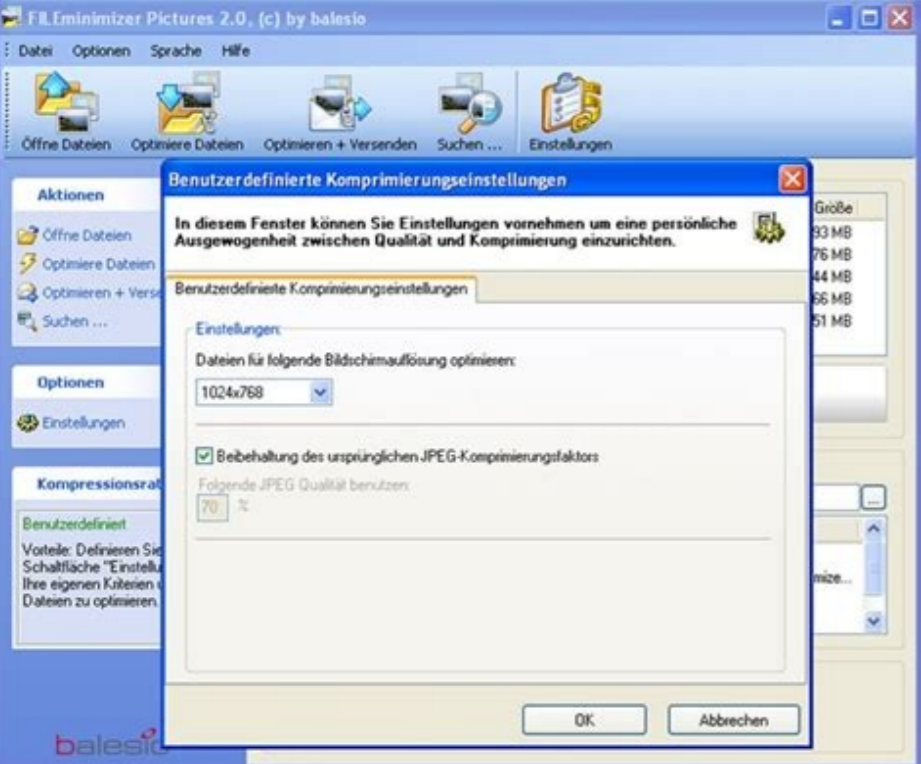 FILEminimizer Pictures 2.0, (c) by balesio
Datei Optionen Sprache Hilfe
Öffne Dateien Optimiere Dateien Optimieren + Versenden Suchen ... Einstellungen
Aktionen
Öffne Dateien
Optimiere Dateien
Optimieren + Verse
Suchen ...
Optionen
Einstellungen
Kompressionsrat
Benutzerdefiniert
Vorteile: Definieren Sie
Schaltfläche "Einstellu
Ihre eigenen Kriterien
Dateien zu optimieren.
balesio
Benutzerdefinierte Komprimierungseinstellungen
In diesem Fenster können Sie Einstellungen vornehmen um eine persönliche
Ausgewogenheit zwischen Qualität und Komprimierung einzurichten.
Benutzerdefinierte Komprimierungseinstellungen
Einstellungen:
Dateien für folgende Bildschirmauflösung optimieren:
1024x768
Beibehaltung des ursprünglichen JPEG-Komprimierungsfaktors
Folgende JPEG Qualität benutzen:
70 %
OK Abbrechen
Größe
93 MB
76 MB
44 MB
66 MB
51 MB
...
mize...